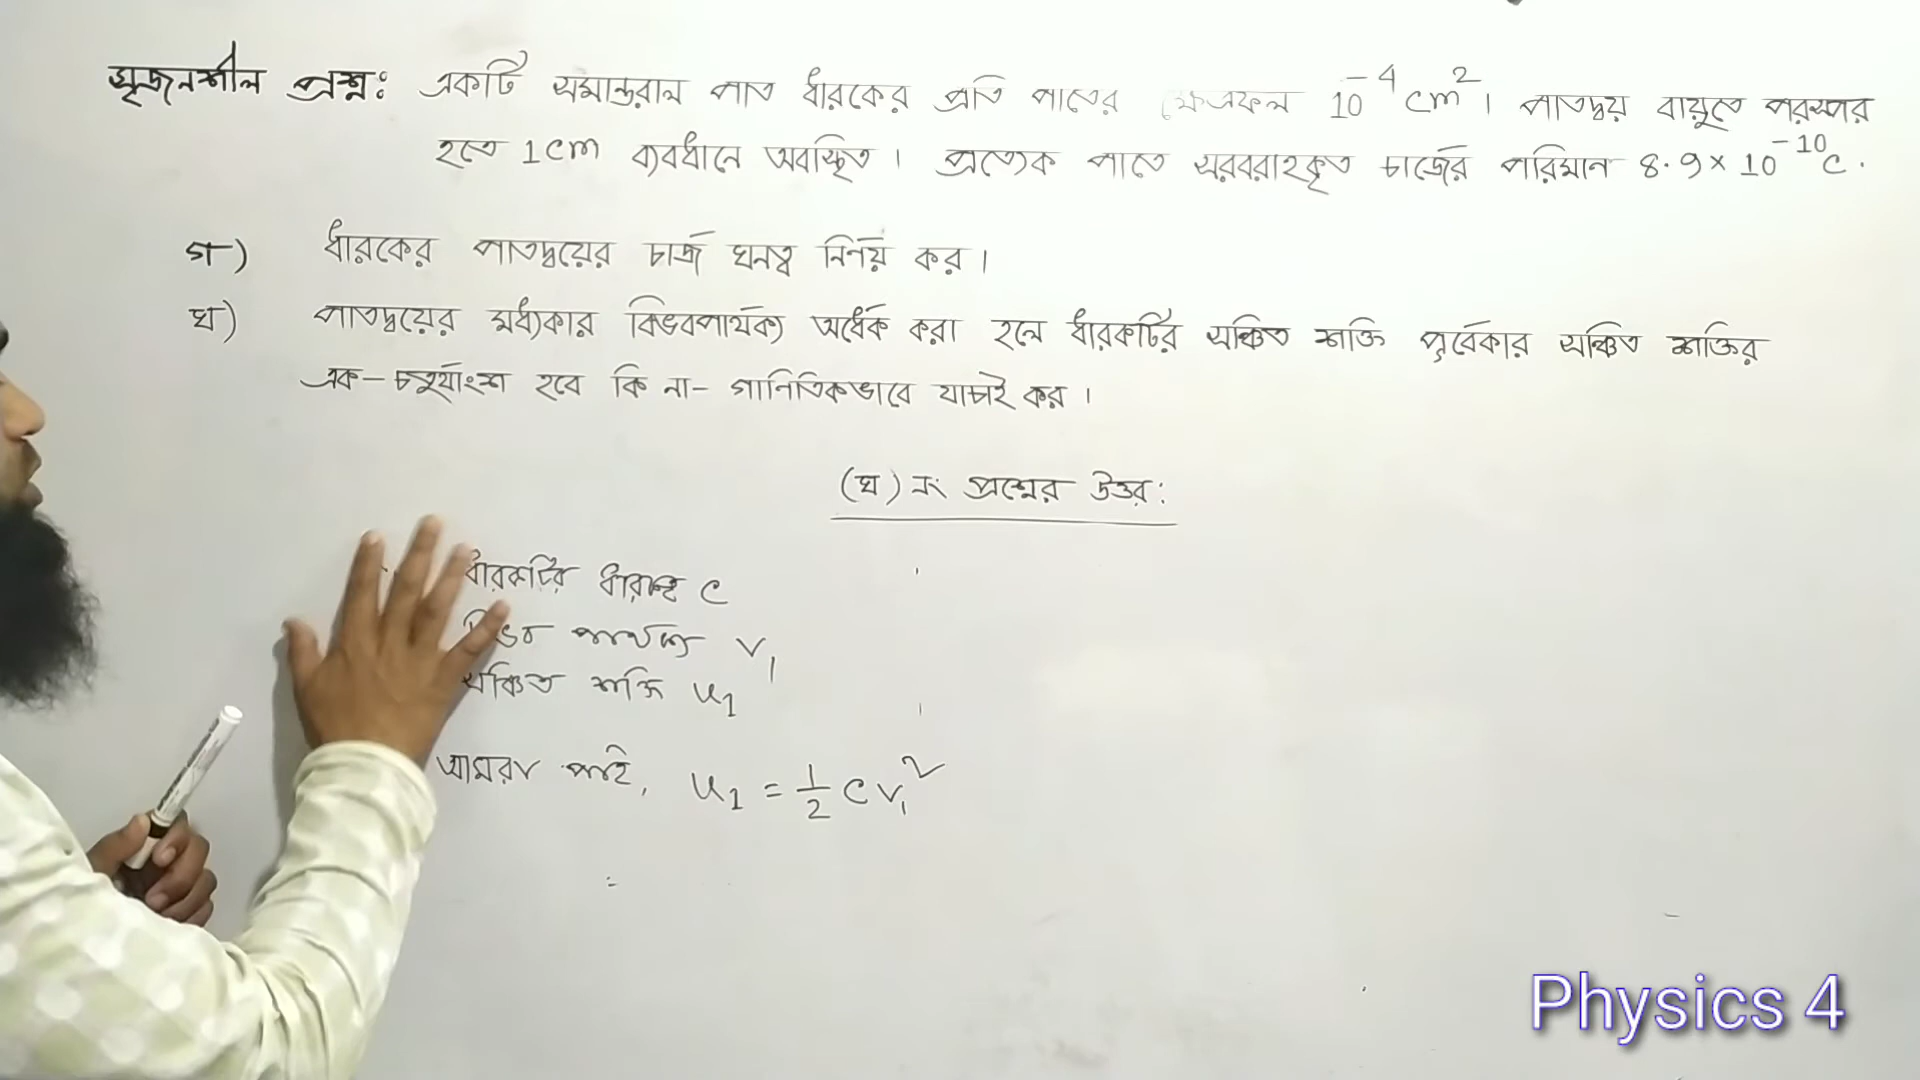 সৃজনশীল প্রশ্ন: একটি সমান্তরাল পাত ধারকের প্রতি পাতের ক্ষেত্রফল 10⁻⁴ cm²। পাতদ্বয় বায়ুতে পরস্পর
হতে 1cm ব্যবধানে অবস্থিত। প্রত্যেক পাতে সরবরাহকৃত চার্জের পরিমান 8.9 × 10⁻¹⁰C.
গ) ধারকের পাতদ্বয়ের চার্জ ঘনত্ব নির্ণয় কর।
ঘ) পাতদ্বয়ের মধ্যকার বিভবপার্থক্য অর্ধেক করা হলে ধারকটির সঞ্চিত শক্তি পূর্বেকার সঞ্চিত শক্তির
এক-চতুর্থাংশ হবে কি না- গাণিতিকভাবে যাচাই কর।
(ঘ) নং প্রশ্নের উত্তর:
ধারকটির ধারকত্ব C
বিভব পার্থক্য V₁
সঞ্চিত শক্তি U₁
আমরা পাই, U₁ = 1/2 CV₁²
Physics 4